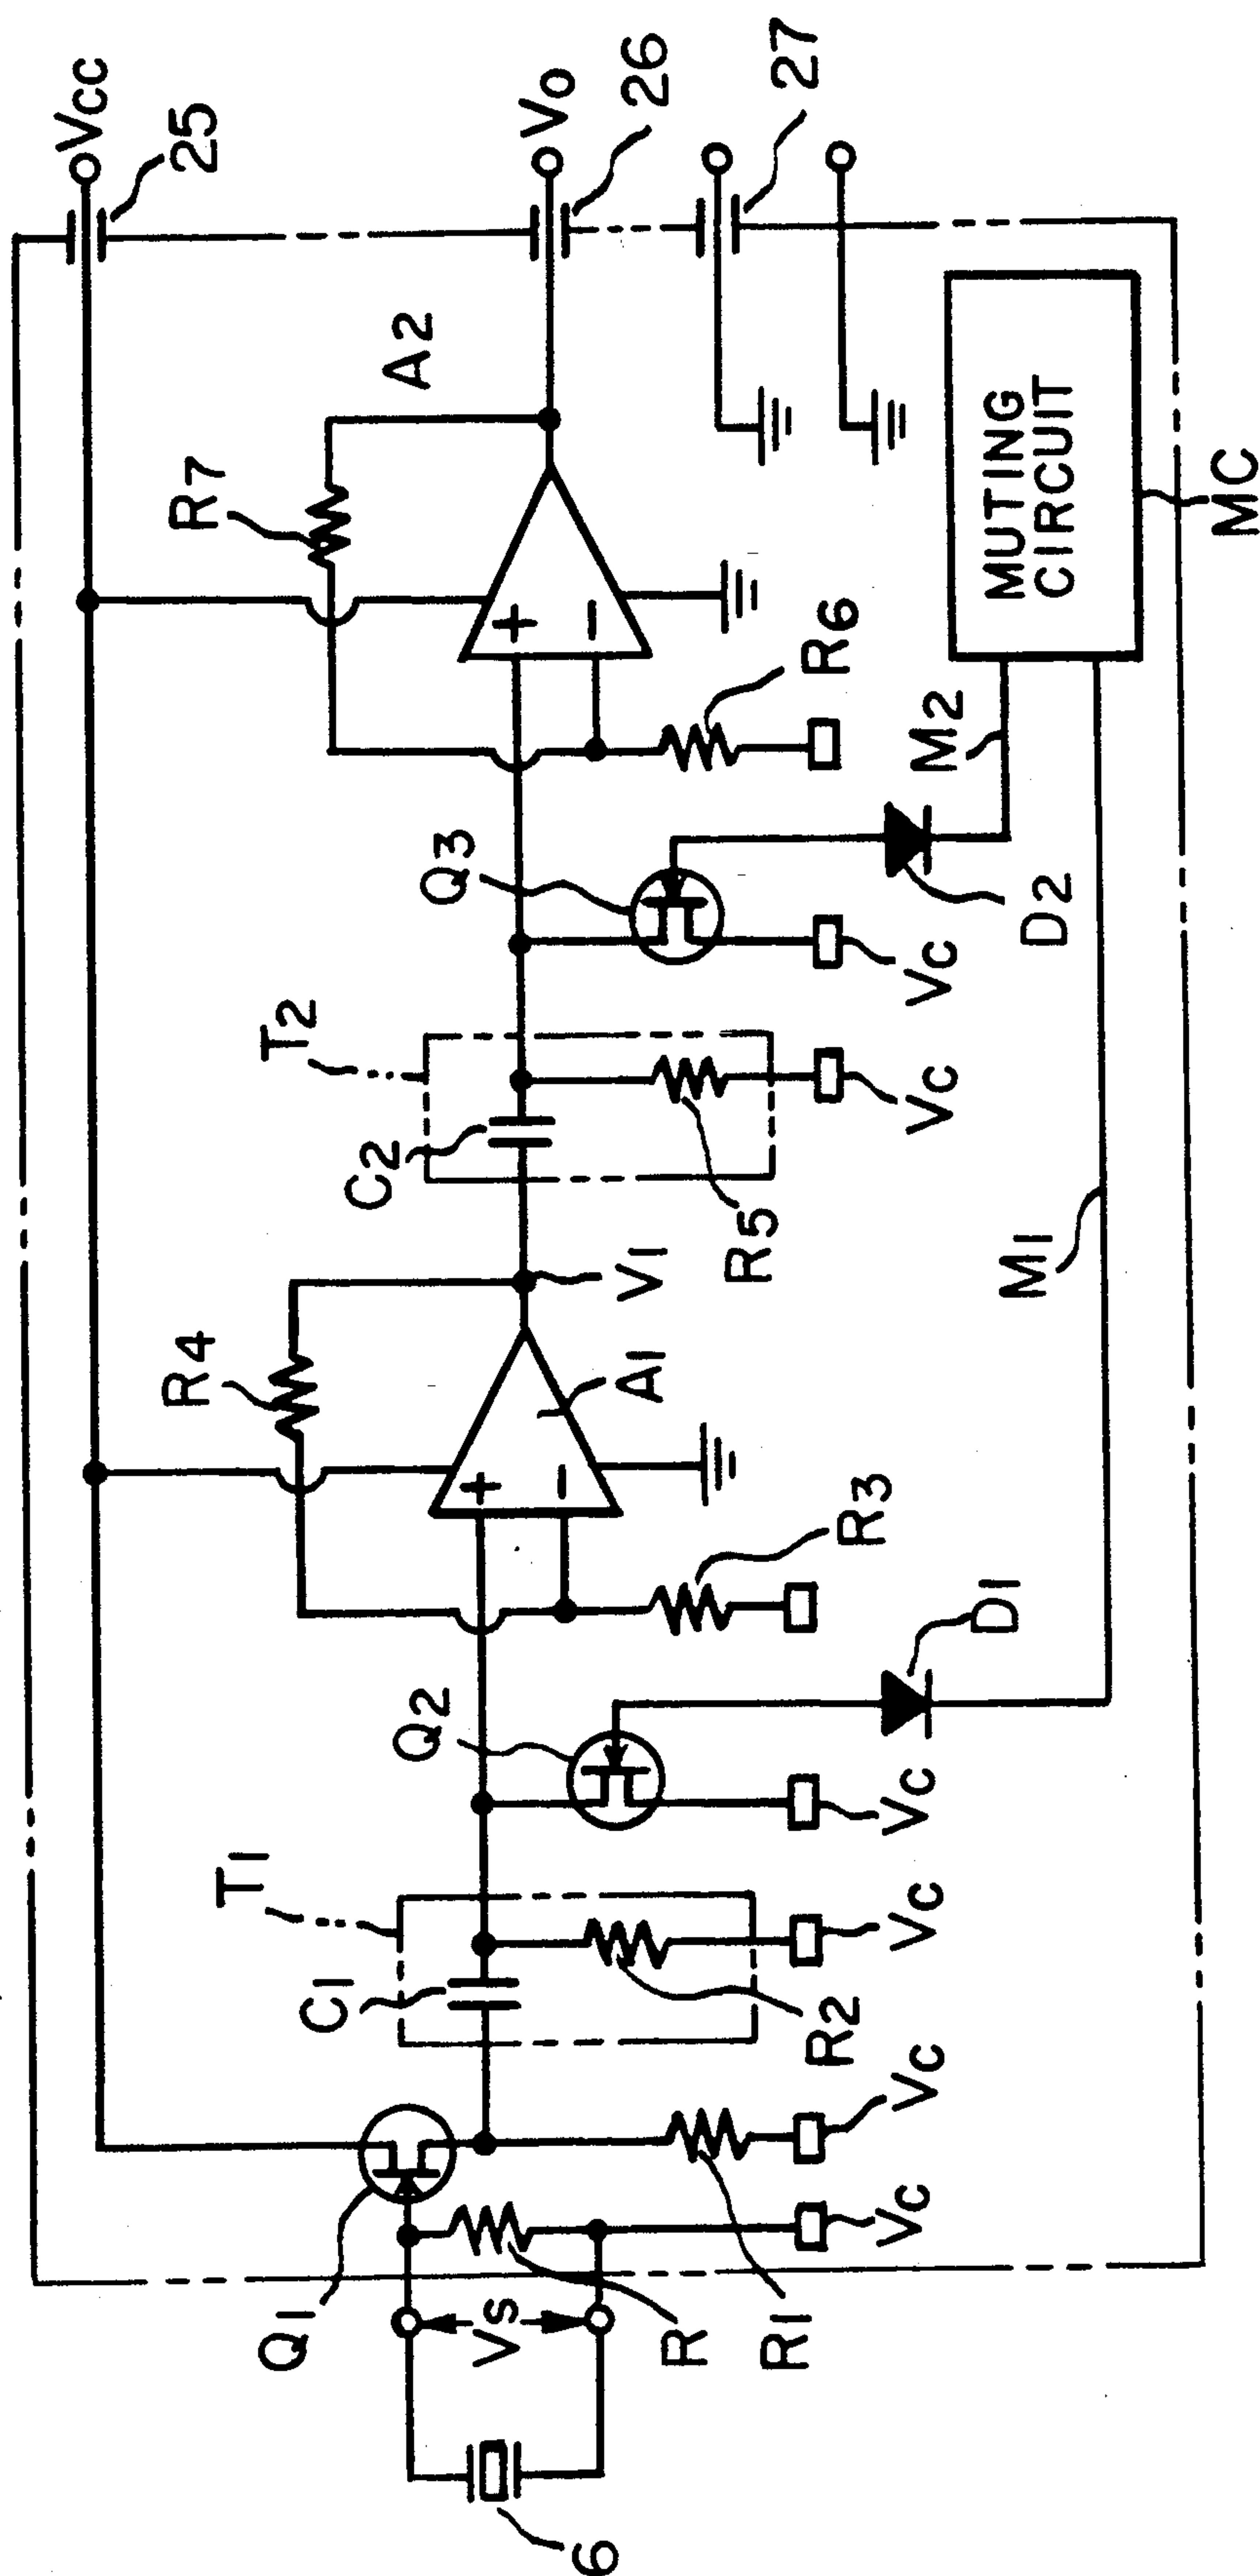 VCC
25
V0
26
27
A2
R7
R6
MUTING
CIRCUIT
MC
M2
Q3
D2
VC
T2
C2
R5
VC
V1
M1
R4
A1
+
−
+
−
R3
D1
Q2
VC
T1
C1
R2
VC
VC
VC
Q1
VS
R
R1
6